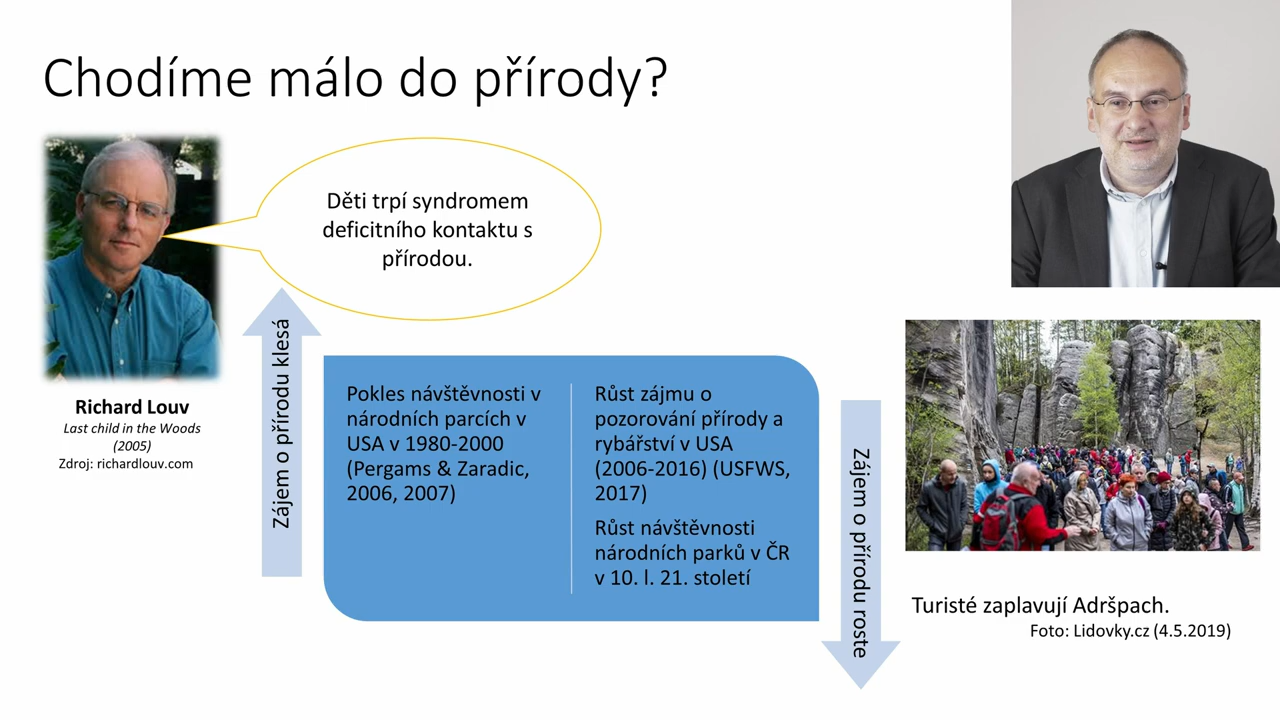 Chodíme málo do přírody?
Děti trpí syndromem
deficitního kontaktu s
přírodou.
Richard Louv
Last child in the Woods
(2005)
Zdroj: richardlouv.com
Zájem o přírodu klesá
Pokles návštěvnosti v
národních parcích v
USA v 1980-2000
(Pergams & Zaradic,
2006, 2007)
Růst zájmu o
pozorování přírody a
rybářství v USA
(2006-2016) (USFWS,
2017)
Růst návštěvnosti
národních parků v ČR
v 10. l. 21. století
Zájem o přírodu roste
Turisté zaplavují Adršpach.
Foto: Lidovky.cz (4.5.2019)